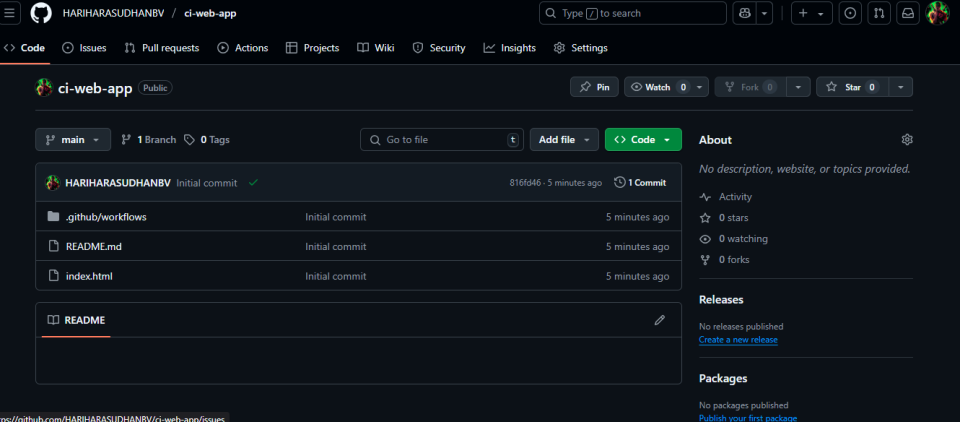 HARIHARASUDHANBV / ci-web-app Type / to search
Code Issues Pull requests Actions Projects Wiki Security Insights Settings
ci-web-app Public Pin Watch 0 Fork 0 Star 0
main 1 Branch 0 Tags Go to file t Add file Code
HARIHARASUDHANBV Initial commit 816fd46 · 5 minutes ago 1 Commit
.github/workflows Initial commit 5 minutes ago
README.md Initial commit 5 minutes ago
index.html Initial commit 5 minutes ago
README
About
No description, website, or topics provided.
Activity
0 stars
0 watching
0 forks
Releases
No releases published
Create a new release
Packages
No packages published
Publish your first package
ps://github.com/HARIHARASUDHANBV/ci-web-app/issues